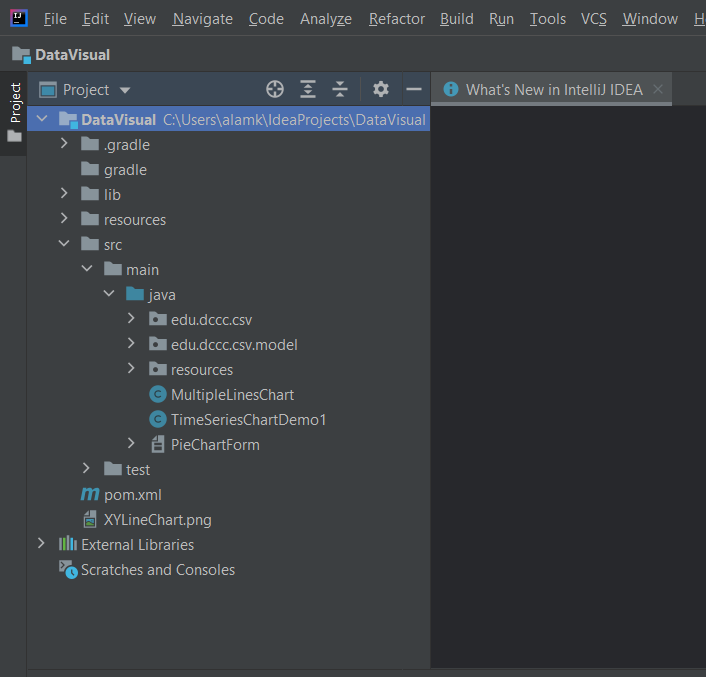 File Edit View Navigate Code Analyze Refactor Build Run Tools VCS Window
DataVisual
Project
Project
What's New in IntelliJ IDEA
DataVisual C:\Users\alamk\IdeaProjects\DataVisual
.gradle
gradle
lib
resources
src
main
java
edu.dccc.csv
edu.dccc.csv.model
resources
MultipleLinesChart
TimeSeriesChartDemo1
PieChartForm
test
pom.xml
XYLineChart.png
External Libraries
Scratches and Consoles